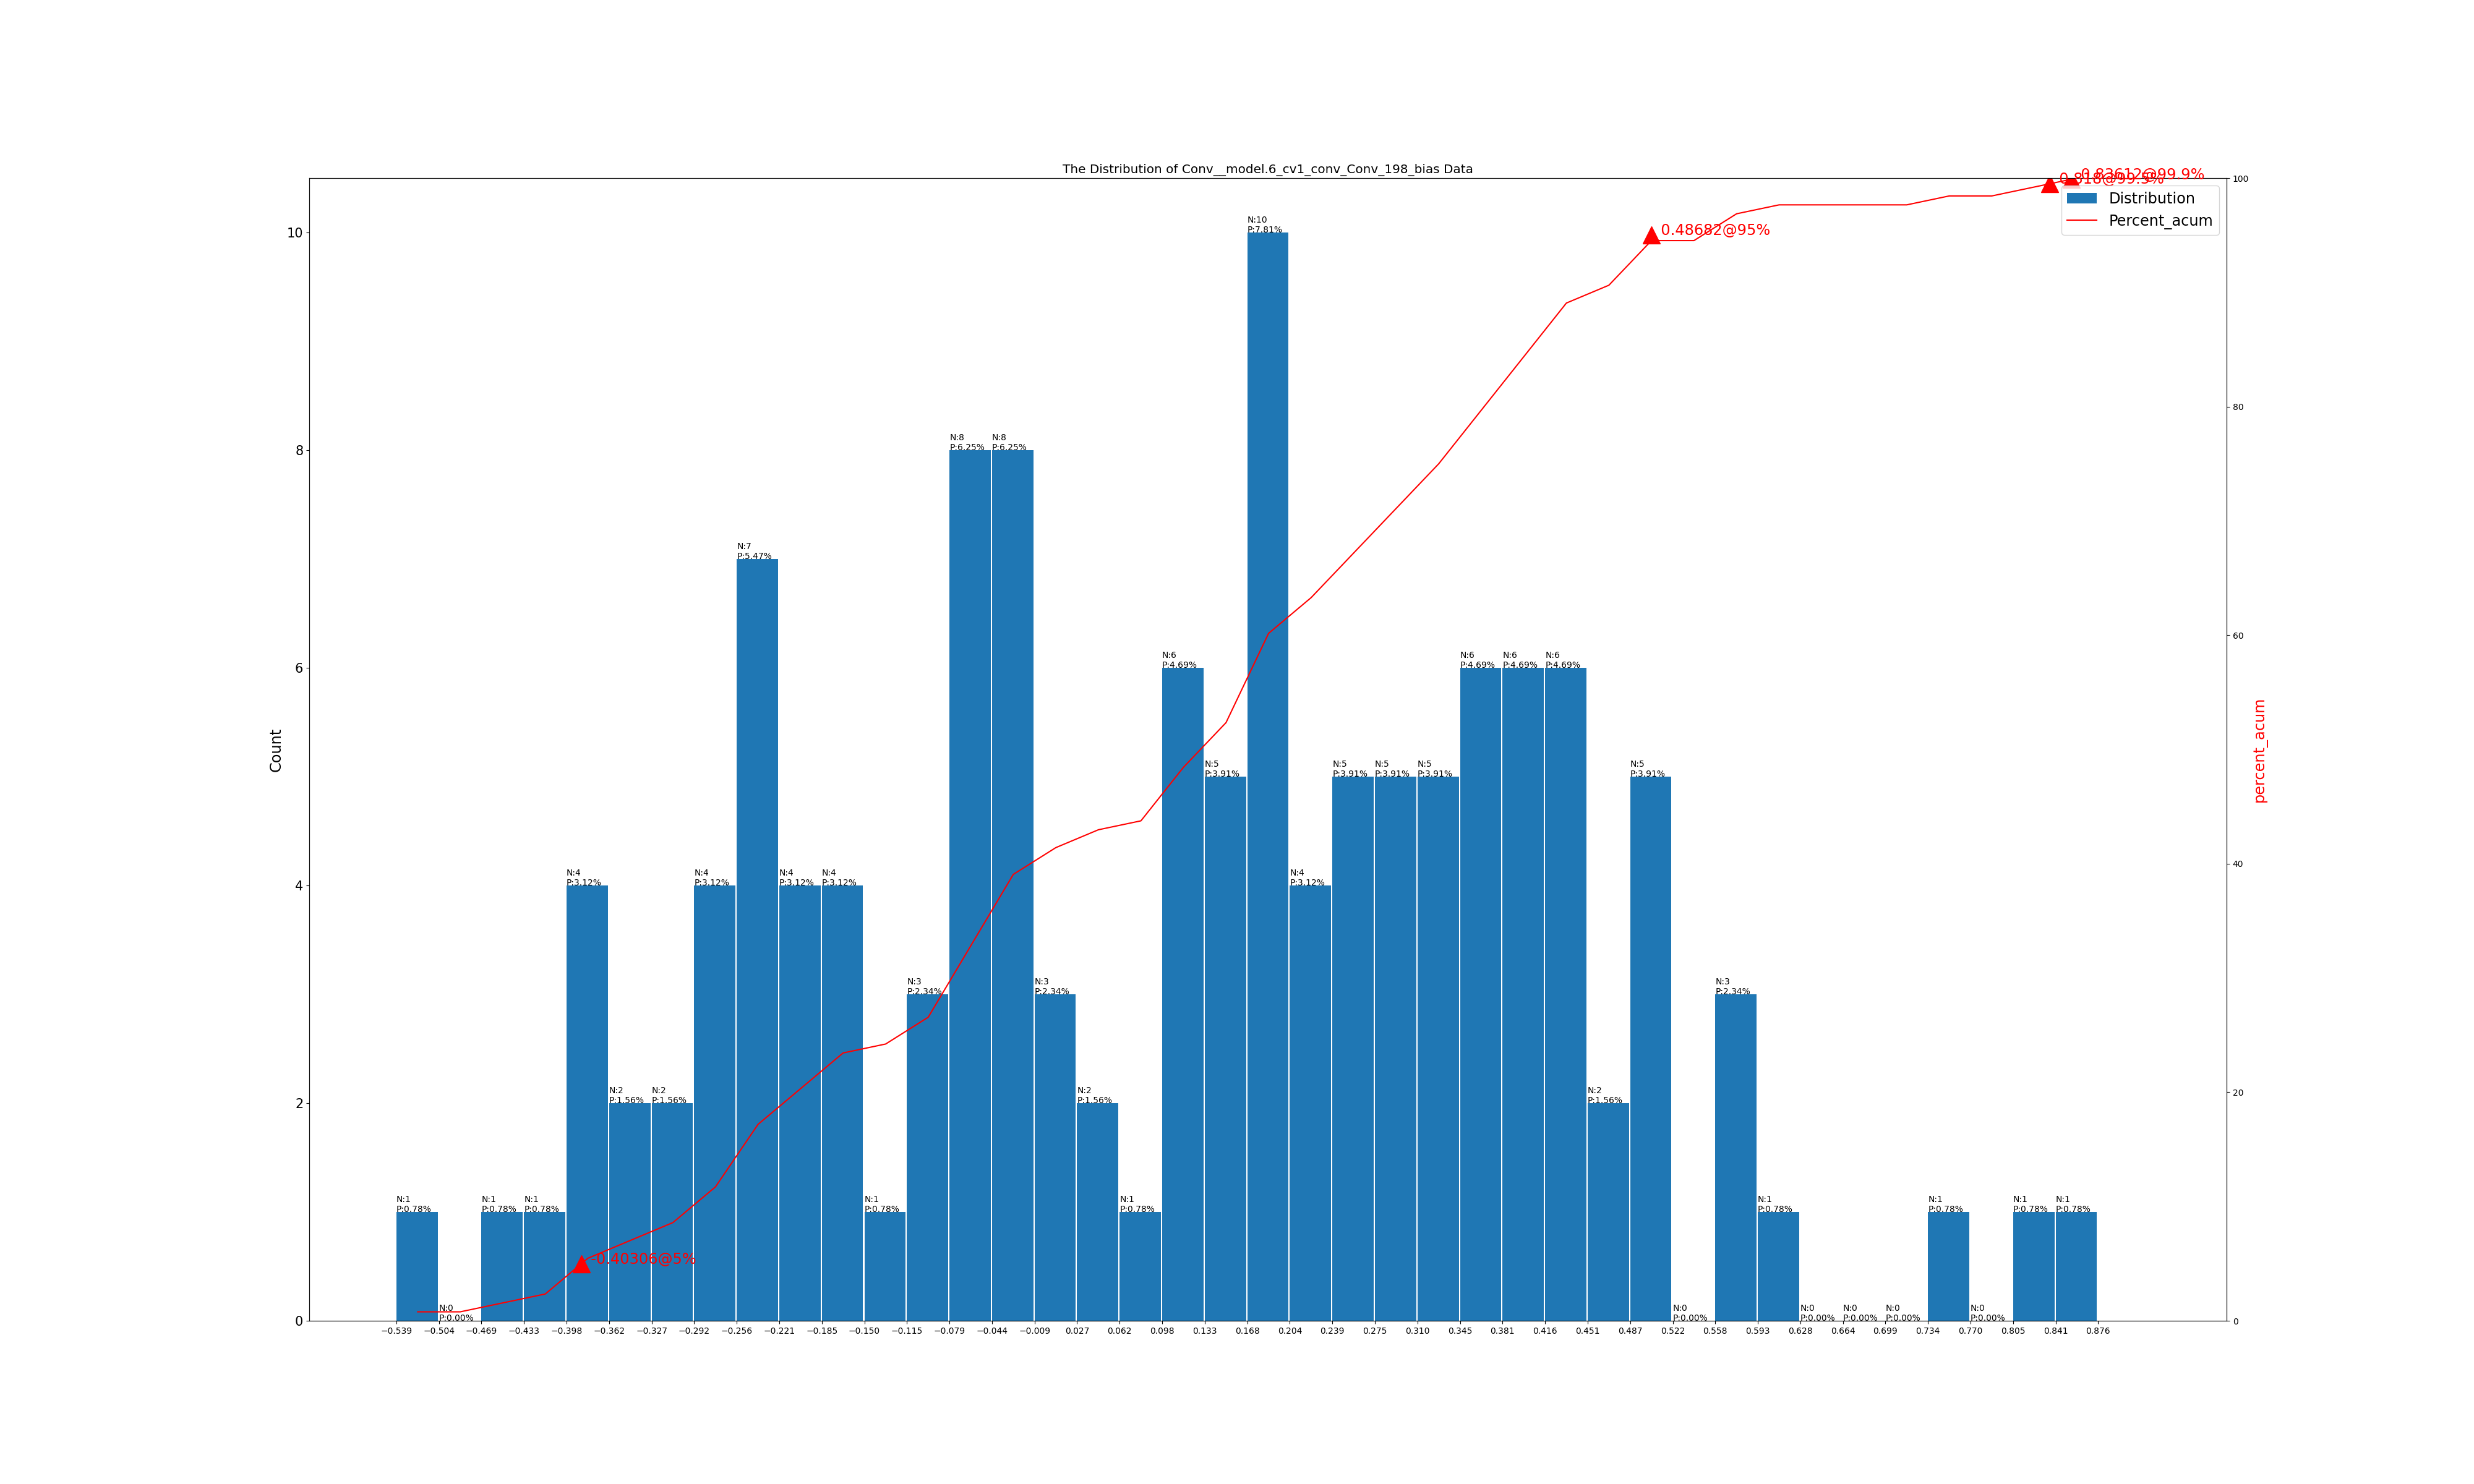 The Distribution of Conv__model.6_cv1_conv_Conv_198_bias Data
0.83612@99.9%
0.818@99.5%
Distribution
Percent_acum
0.48682@95%
-0.40306@5%
Count
percent_acum
10
8
6
4
2
0
100
80
60
40
20
0
N:1
P:0.78%
N:0
P:0.00%
N:1
P:0.78%
N:1
P:0.78%
N:4
P:3.12%
N:2
P:1.56%
N:2
P:1.56%
N:4
P:3.12%
N:7
P:5.47%
N:4
P:3.12%
N:4
P:3.12%
N:1
P:0.78%
N:3
P:2.34%
N:8
P:6.25%
N:8
P:6.25%
N:3
P:2.34%
N:2
P:1.56%
N:1
P:0.78%
N:6
P:4.69%
N:5
P:3.91%
N:10
P:7.81%
N:4
P:3.12%
N:5
P:3.91%
N:5
P:3.91%
N:5
P:3.91%
N:6
P:4.69%
N:6
P:4.69%
N:6
P:4.69%
N:2
P:1.56%
N:5
P:3.91%
N:0
P:0.00%
N:3
P:2.34%
N:1
P:0.78%
N:0
P:0.00%
N:0
P:0.00%
N:0
P:0.00%
N:1
P:0.78%
N:0
P:0.00%
N:1
P:0.78%
N:1
P:0.78%
−0.539 −0.504 −0.469 −0.433 −0.398 −0.362 −0.327 −0.292 −0.256 −0.221 −0.185 −0.150 −0.115 −0.079 −0.044 −0.009 0.027 0.062 0.098 0.133 0.168 0.204 0.239 0.275 0.310 0.345 0.381 0.416 0.451 0.487 0.522 0.558 0.593 0.628 0.664 0.699 0.734 0.770 0.805 0.841 0.876